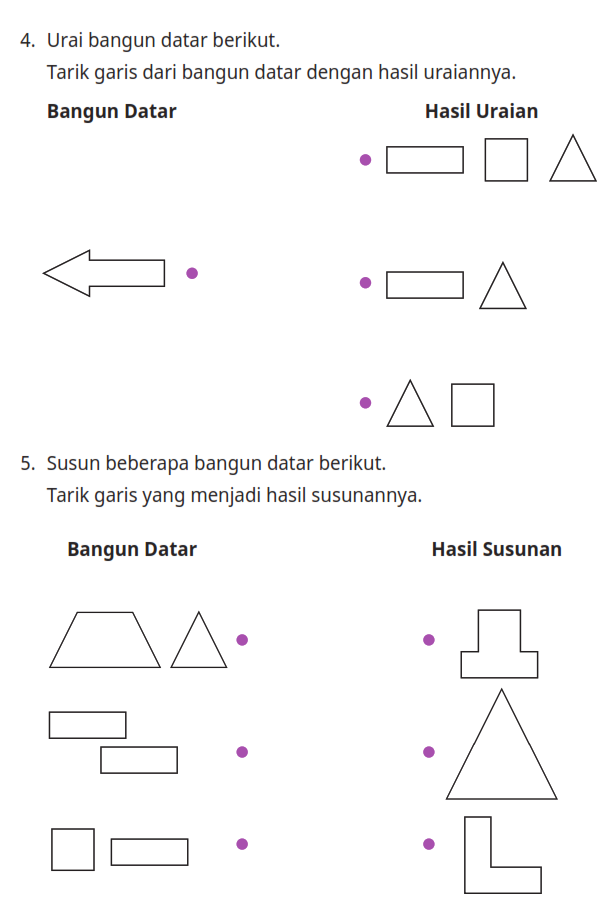 4. Urai bangun datar berikut.
Tarik garis dari bangun datar dengan hasil uraiannya.
Bangun Datar Hasil Uraian
5. Susun beberapa bangun datar berikut.
Tarik garis yang menjadi hasil susunannya.
Bangun Datar Hasil Susunan